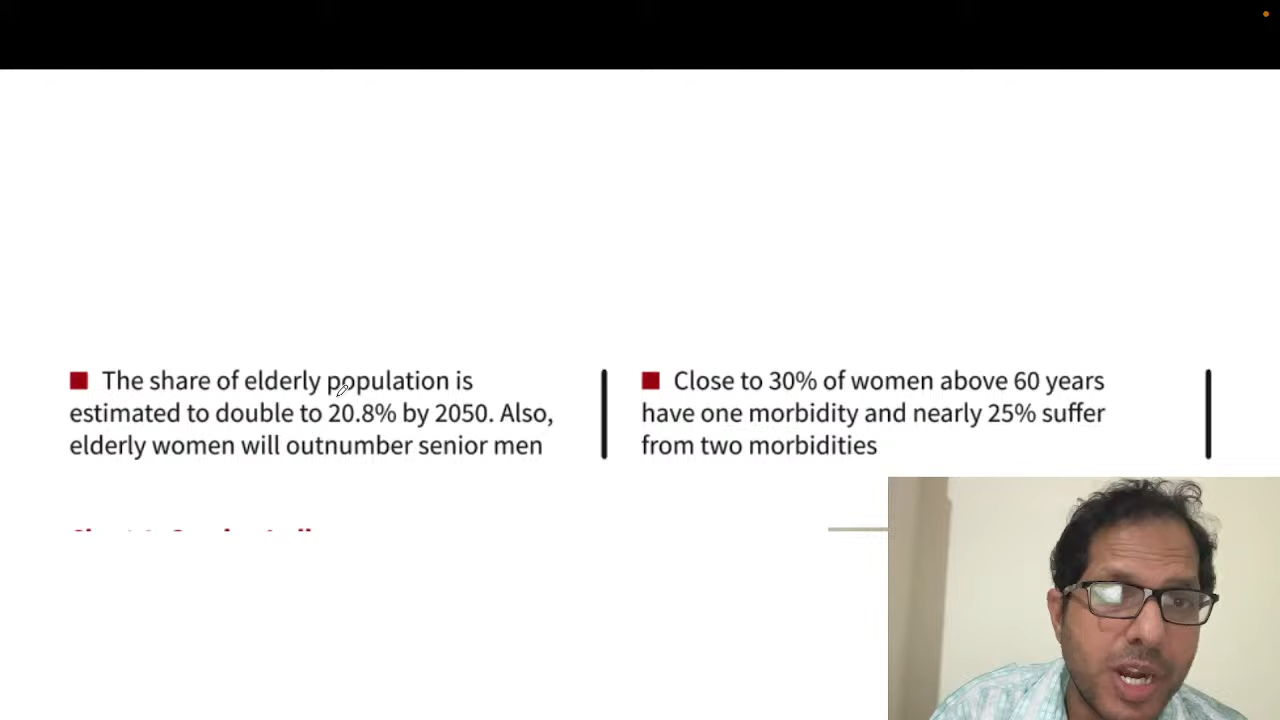 The share of elderly population is
estimated to double to 20.8% by 2050. Also,
elderly women will outnumber senior men
Close to 30% of women above 60 years
have one morbidity and nearly 25% suffer
from two morbidities